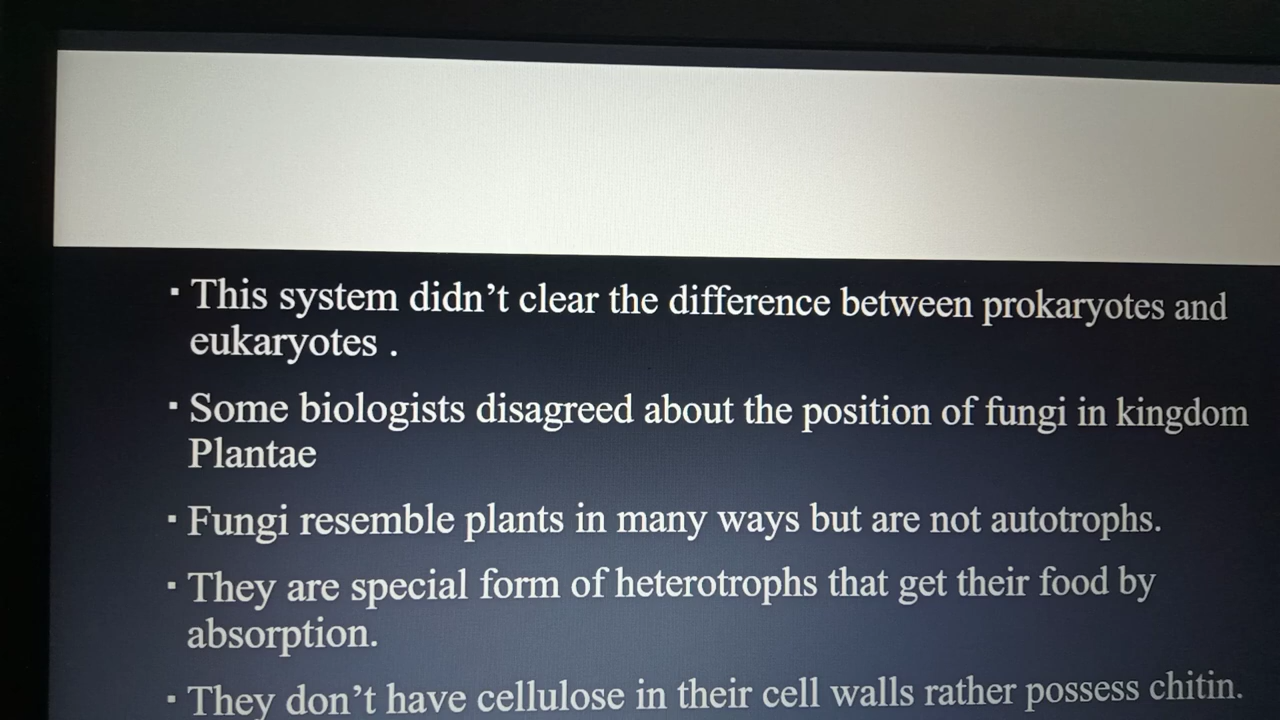 ▪ This system didn’t clear the difference between prokaryotes and
eukaryotes .
▪ Some biologists disagreed about the position of fungi in kingdom
Plantae
▪ Fungi resemble plants in many ways but are not autotrophs.
▪ They are special form of heterotrophs that get their food by
absorption.
▪ They don’t have cellulose in their cell walls rather possess chitin.